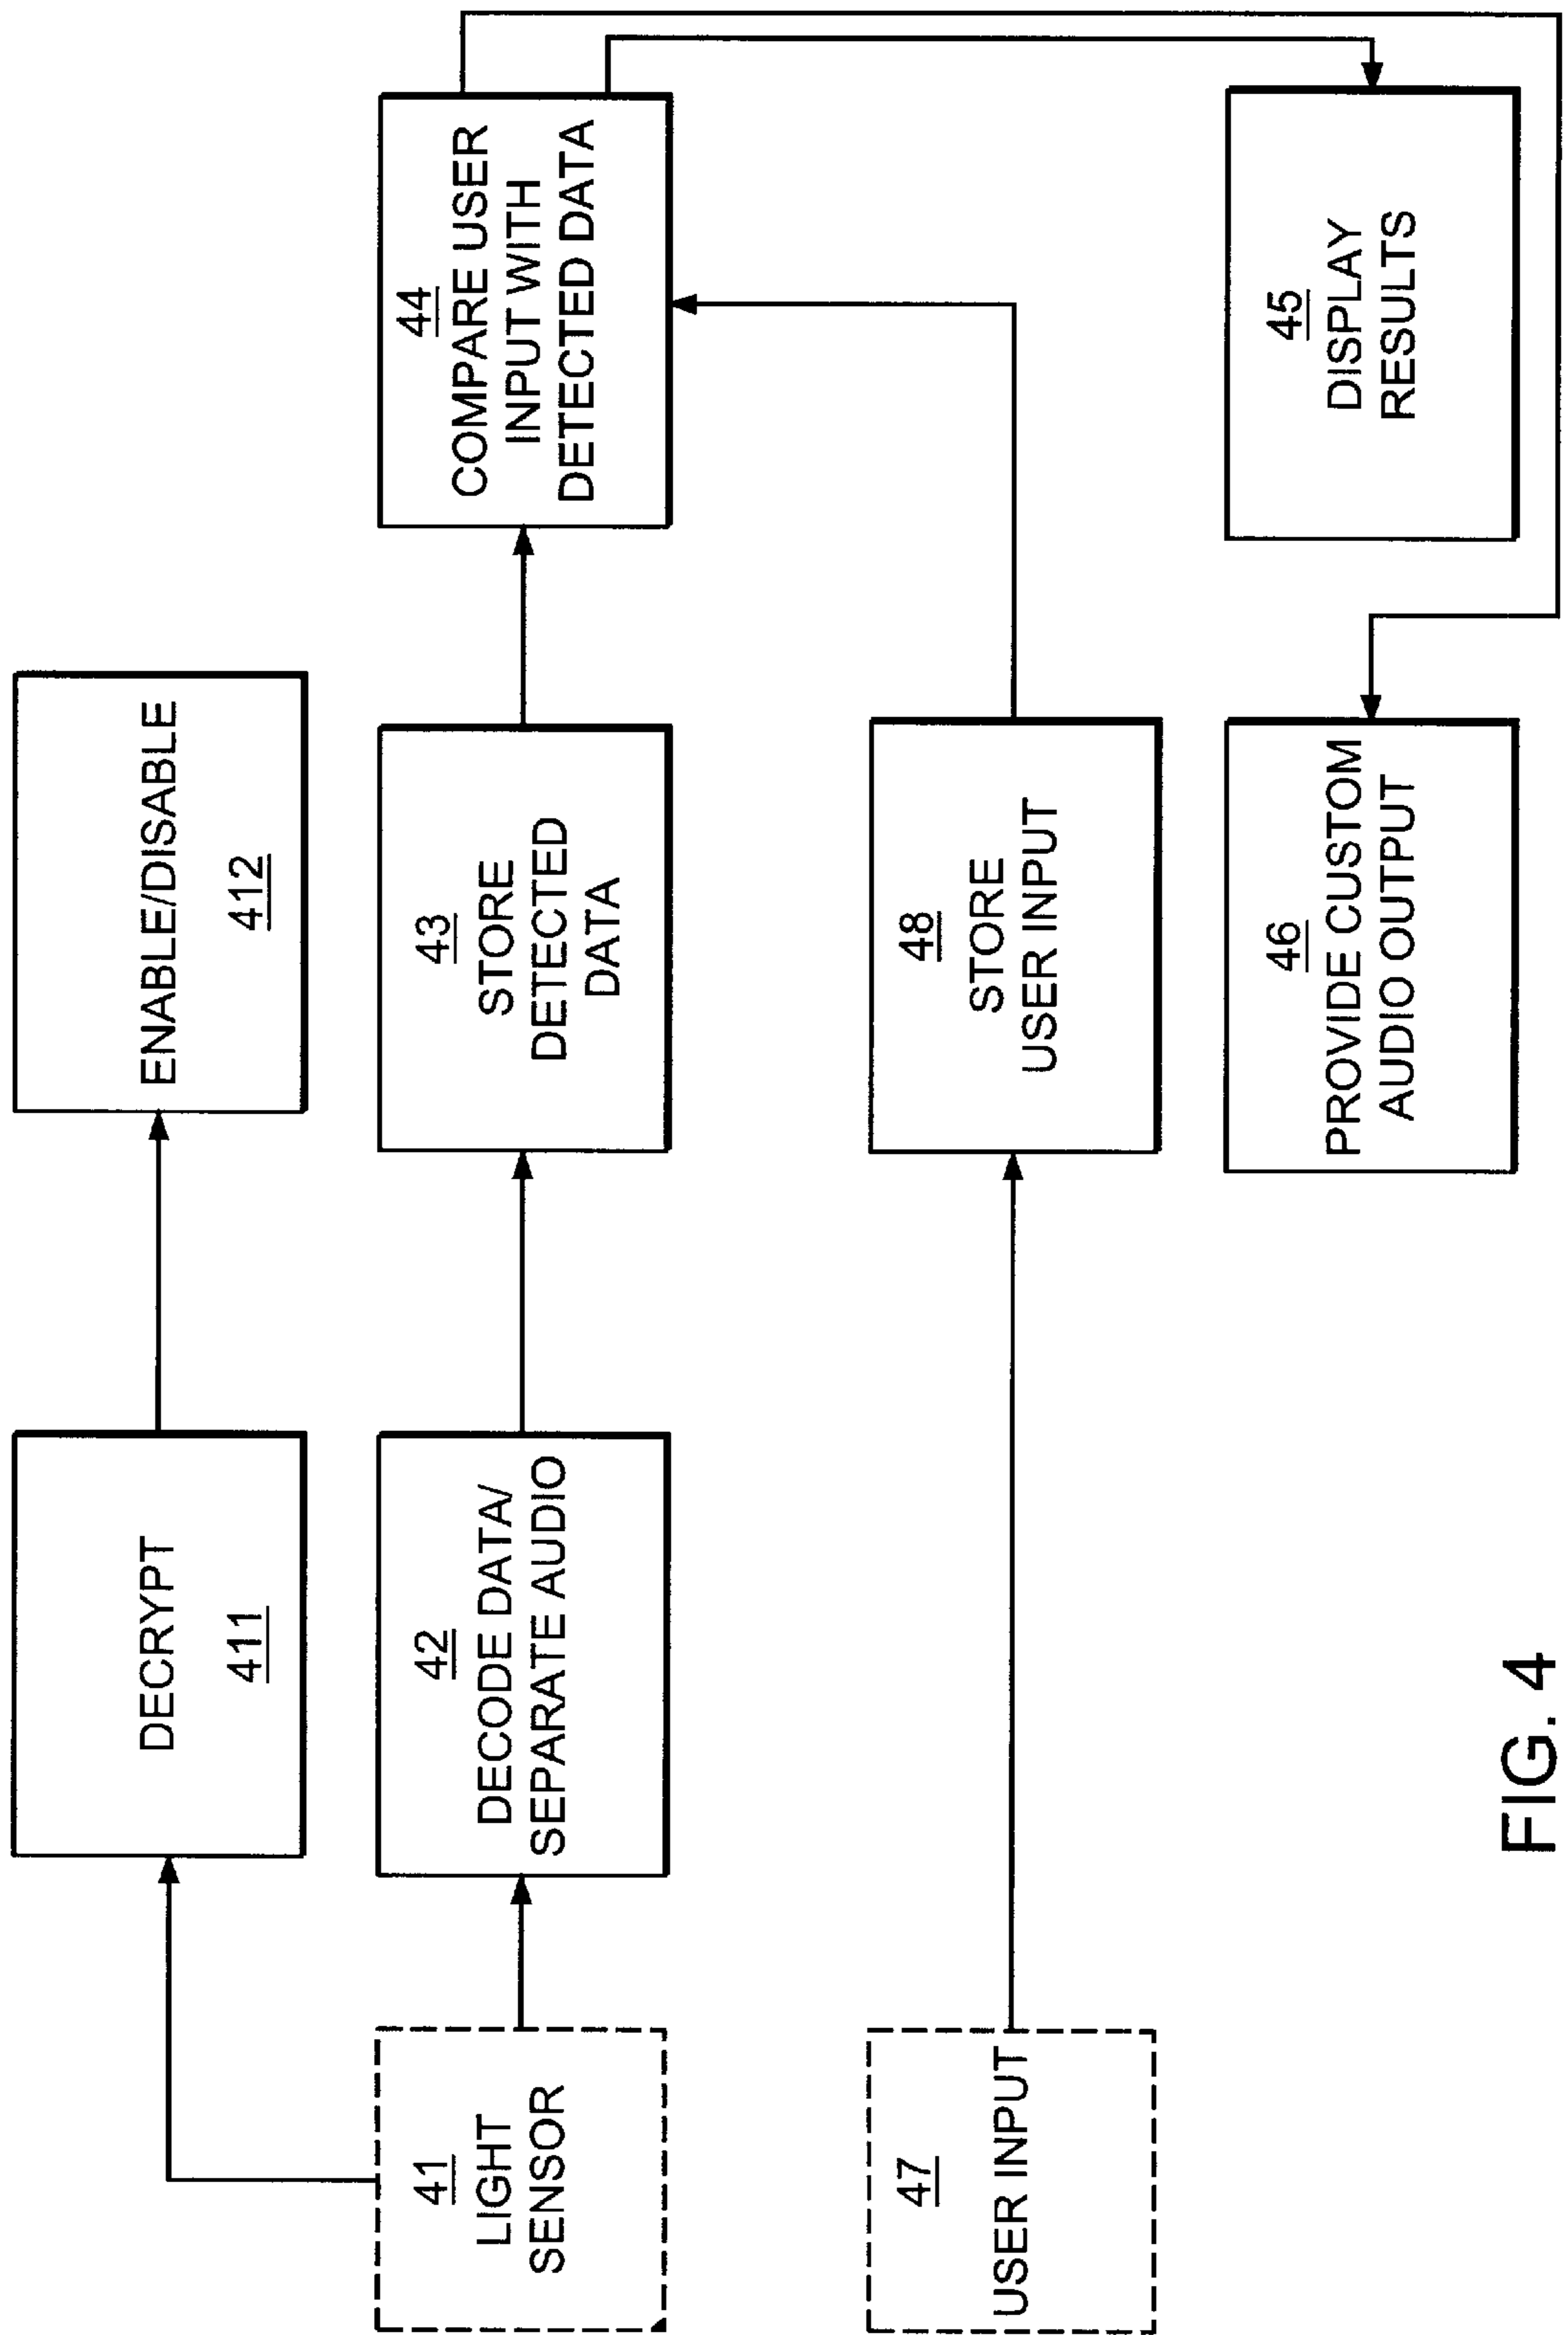 DECRYPT
411
ENABLE/DISABLE
412
41
LIGHT
SENSOR
42
DECODE DATA/
SEPARATE AUDIO
43
STORE
DETECTED
DATA
44
COMPARE USER
INPUT WITH
DETECTED DATA
47
USER INPUT
48
STORE
USER INPUT
46
PROVIDE CUSTOM
AUDIO OUTPUT
45
DISPLAY
RESULTS
FIG. 4